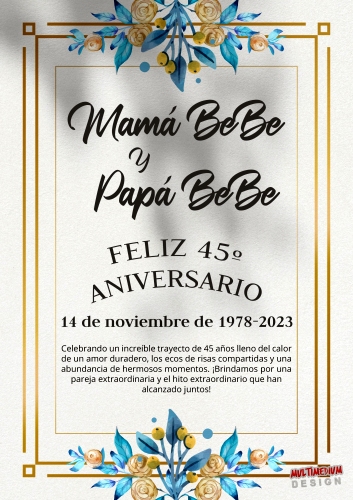 Mamá BeBe
y
Papá BeBe
FELIZ 45º
ANIVERSARIO
14 de noviembre de 1978-2023
Celebrando un increíble trayecto de 45 años lleno del calor
de un amor duradero, los ecos de risas compartidas y una
abundancia de hermosos momentos. ¡Brindamos por una
pareja extraordinaria y el hito extraordinario que han
alcanzado juntos!
MULTIMEDIUM
DESIGN